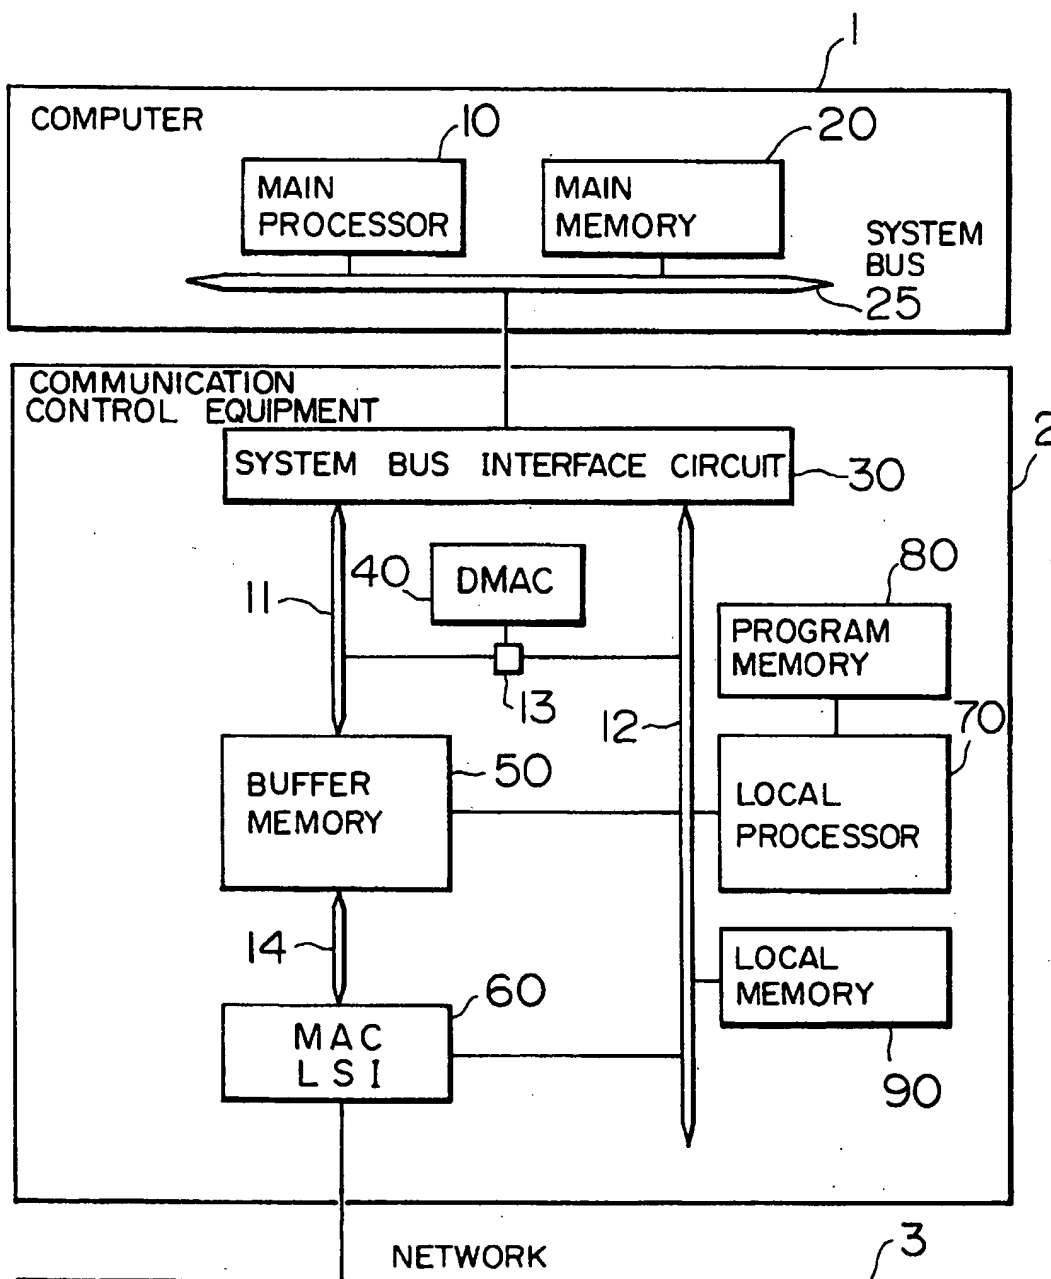 1
COMPUTER
10
20
MAIN
PROCESSOR
MAIN
MEMORY
SYSTEM
BUS
25
COMMUNICATION
CONTROL EQUIPMENT
2
SYSTEM BUS INTERFACE CIRCUIT
30
40
DMAC
11
80
PROGRAM
MEMORY
13
12
70
BUFFER
MEMORY
50
LOCAL
PROCESSOR
14
LOCAL
MEMORY
60
MAC
LSI
90
3
NETWORK